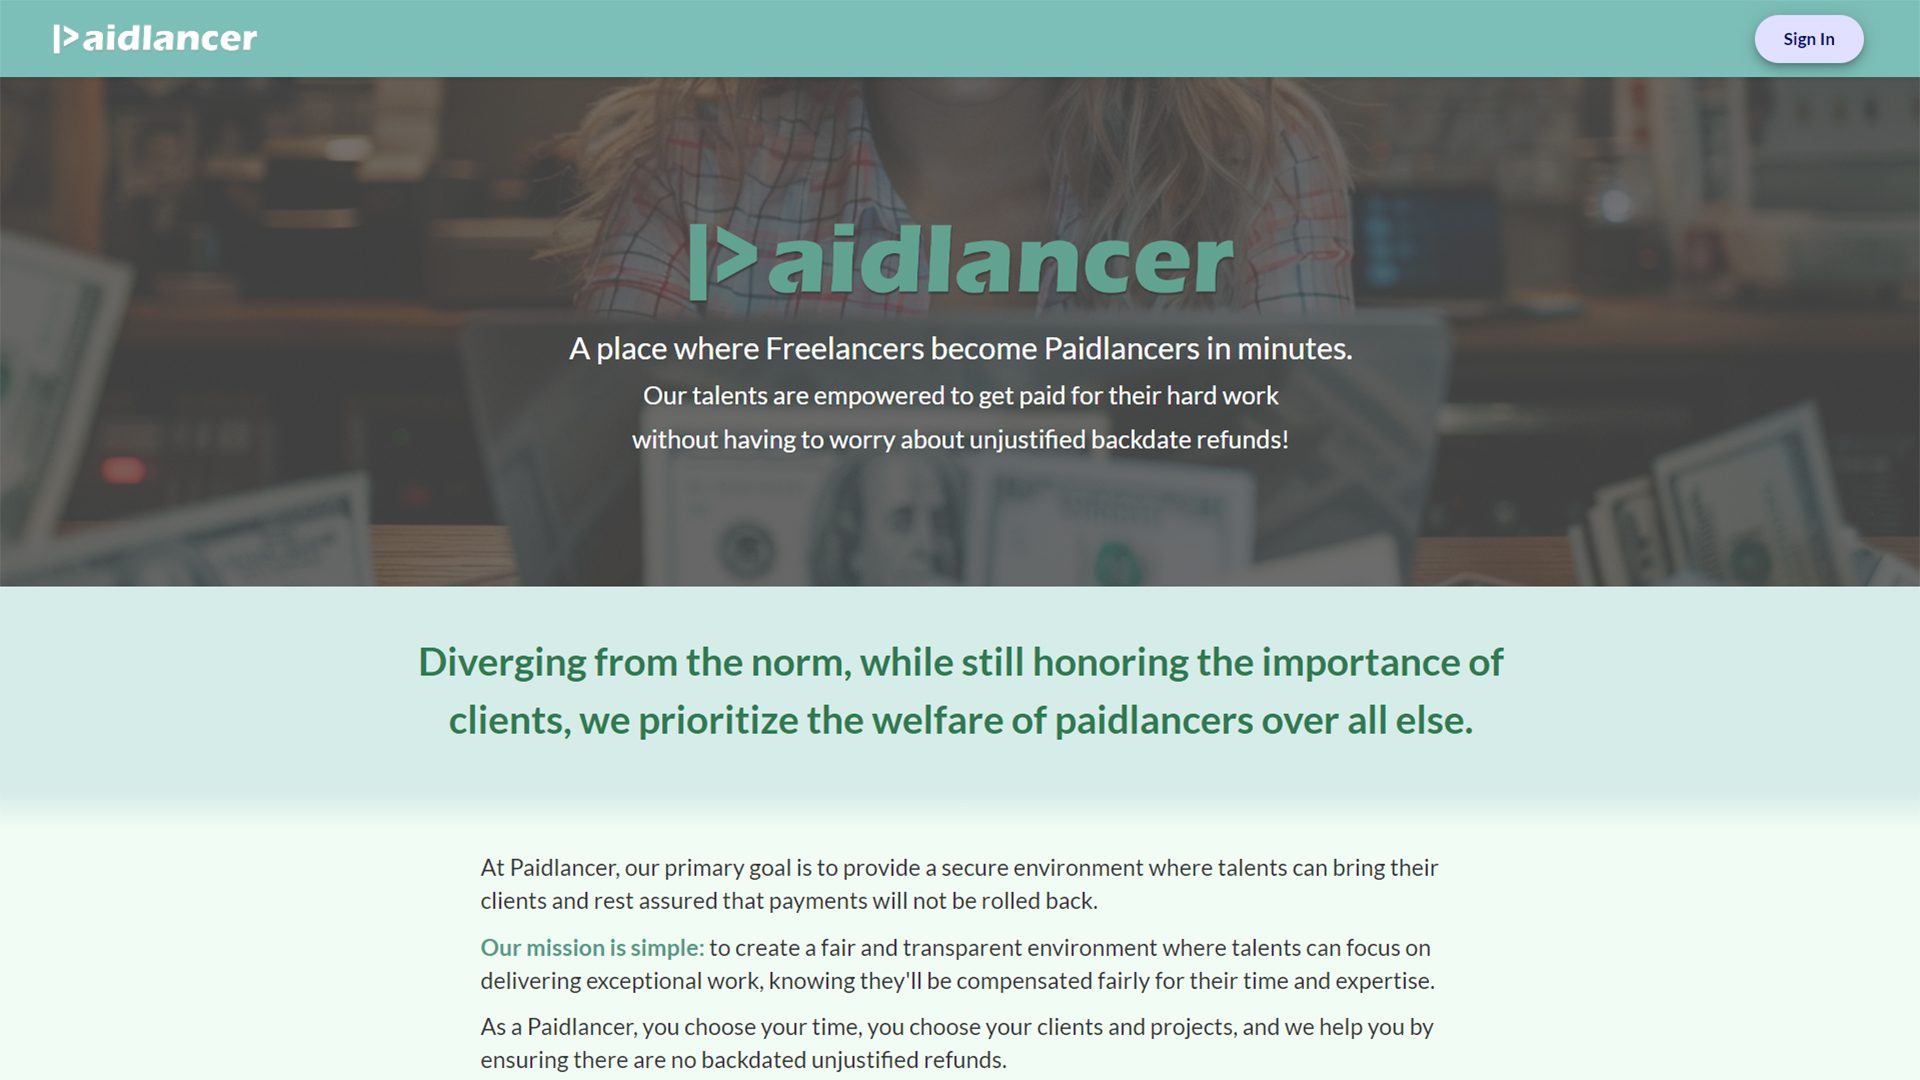 |>aidlancer
Sign In
|>aidlancer
A place where Freelancers become Paidlancers in minutes.
Our talents are empowered to get paid for their hard work
without having to worry about unjustified backdate refunds!
Diverging from the norm, while still honoring the importance of
clients, we prioritize the welfare of paidlancers over all else.
At Paidlancer, our primary goal is to provide a secure environment where talents can bring their
clients and rest assured that payments will not be rolled back.
Our mission is simple: to create a fair and transparent environment where talents can focus on
delivering exceptional work, knowing they'll be compensated fairly for their time and expertise.
As a Paidlancer, you choose your time, you choose your clients and projects, and we help you by
ensuring there are no backdated unjustified refunds.